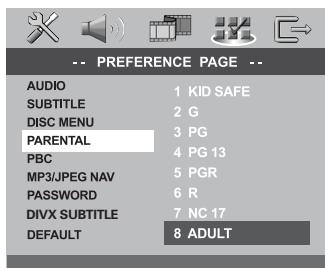 -- PREFERENCE PAGE --
AUDIO
SUBTITLE
DISC MENU
PARENTAL
PBC
MP3/JPEG NAV
PASSWORD
DIVX SUBTITLE
DEFAULT
1 KID SAFE
2 G
3 PG
4 PG 13
5 PGR
6 R
7 NC 17
8 ADULT